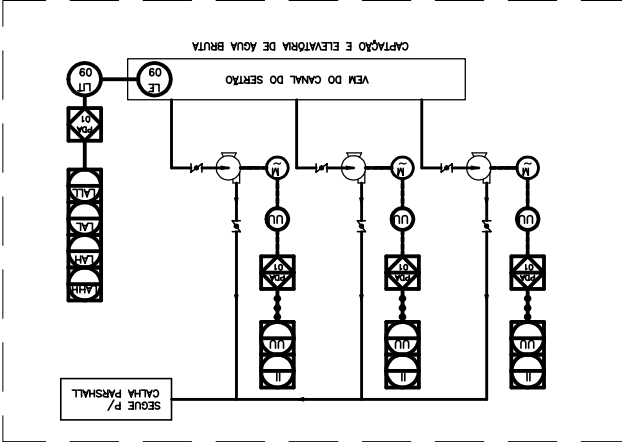 SEGUE P/
CALHA PARSHALL
II
UU
PDA
01
UU
M
~
II
UU
PDA
01
UU
M
~
II
UU
PDA
01
UU
M
~
LAHH
LAH
LAL
LALL
PDA
01
LIT
09
LE
09
VEM DO CANAL DO SERTÃO
CAPTAÇÃO E ELEVATÓRIA DE ÁGUA BRUTA